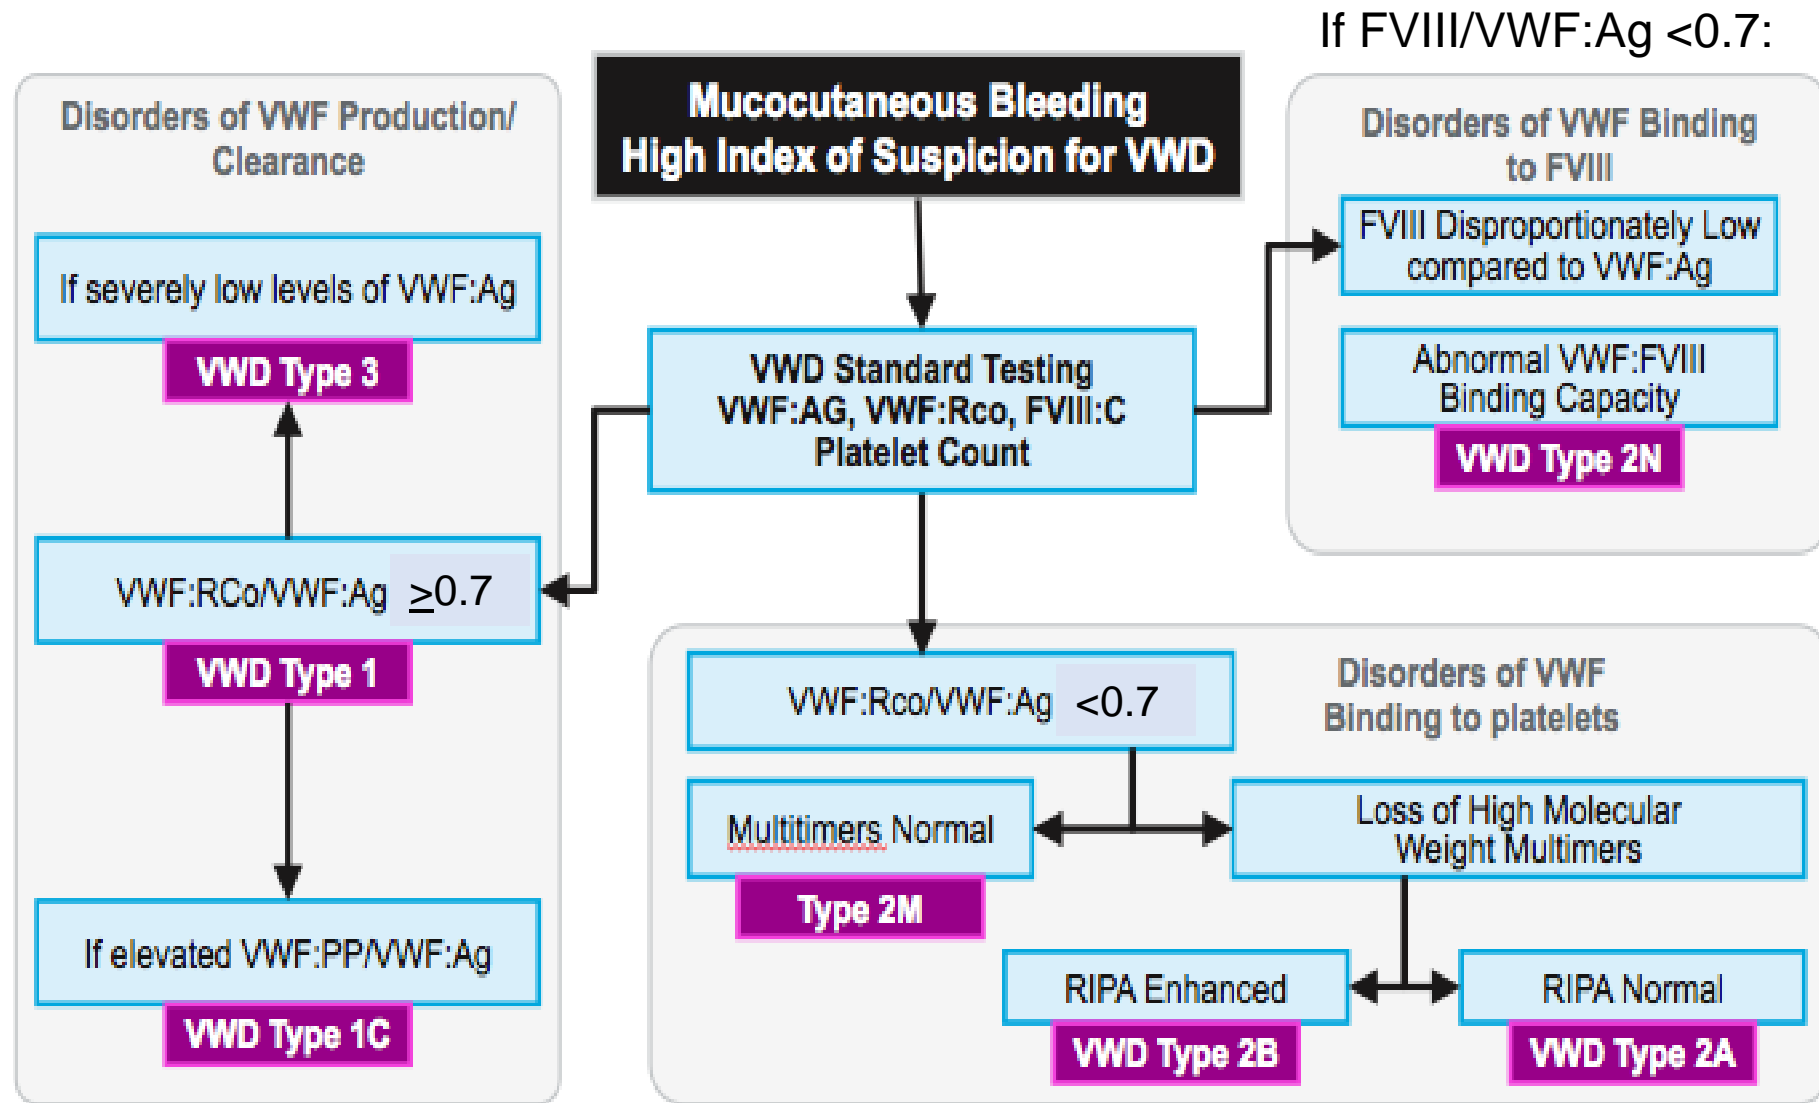 If FVIII/VWF:Ag <0.7:
Mucocutaneous Bleeding
High Index of Suspicion for VWD
Disorders of VWF Production/
Clearance
If severely low levels of VWF:Ag
VWD Type 3
VWF:RCo/VWF:Ag ≥0.7
VWD Type 1
If elevated VWF:PP/VWF:Ag
VWD Type 1C
VWD Standard Testing
VWF:AG, VWF:Rco, FVIII:C
Platelet Count
Disorders of VWF Binding
to FVIII
FVIII Disproportionately Low
compared to VWF:Ag
Abnormal VWF:FVIII
Binding Capacity
VWD Type 2N
Disorders of VWF
Binding to platelets
VWF:Rco/VWF:Ag <0.7
Multitimers Normal
Type 2M
Loss of High Molecular
Weight Multimers
RIPA Enhanced
VWD Type 2B
RIPA Normal
VWD Type 2A